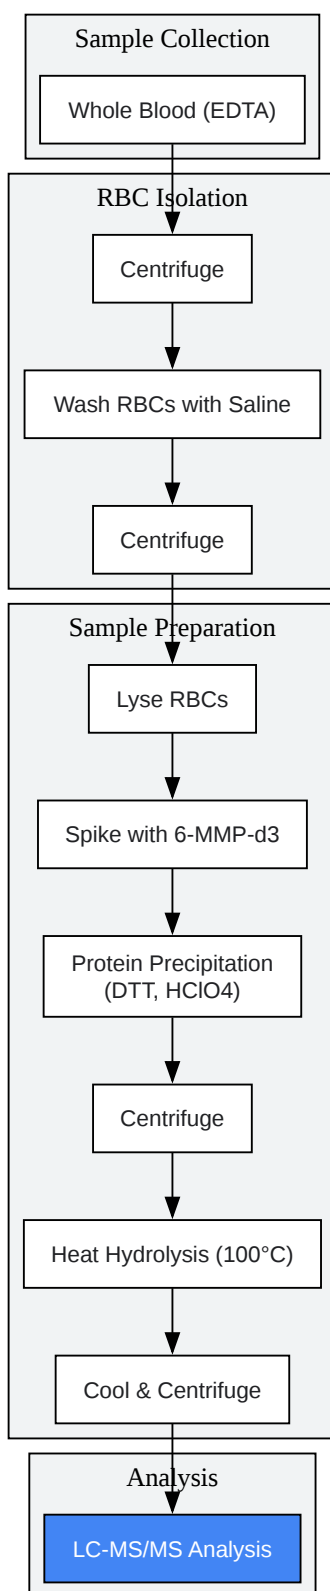 Sample Collection
Whole Blood (EDTA)
RBC Isolation
Centrifuge
Wash RBCs with Saline
Centrifuge
Sample Preparation
Lyse RBCs
Spike with 6-MMP-d3
Protein Precipitation
(DTT, HClO4)
Centrifuge
Heat Hydrolysis (100°C)
Cool & Centrifuge
Analysis
LC-MS/MS Analysis